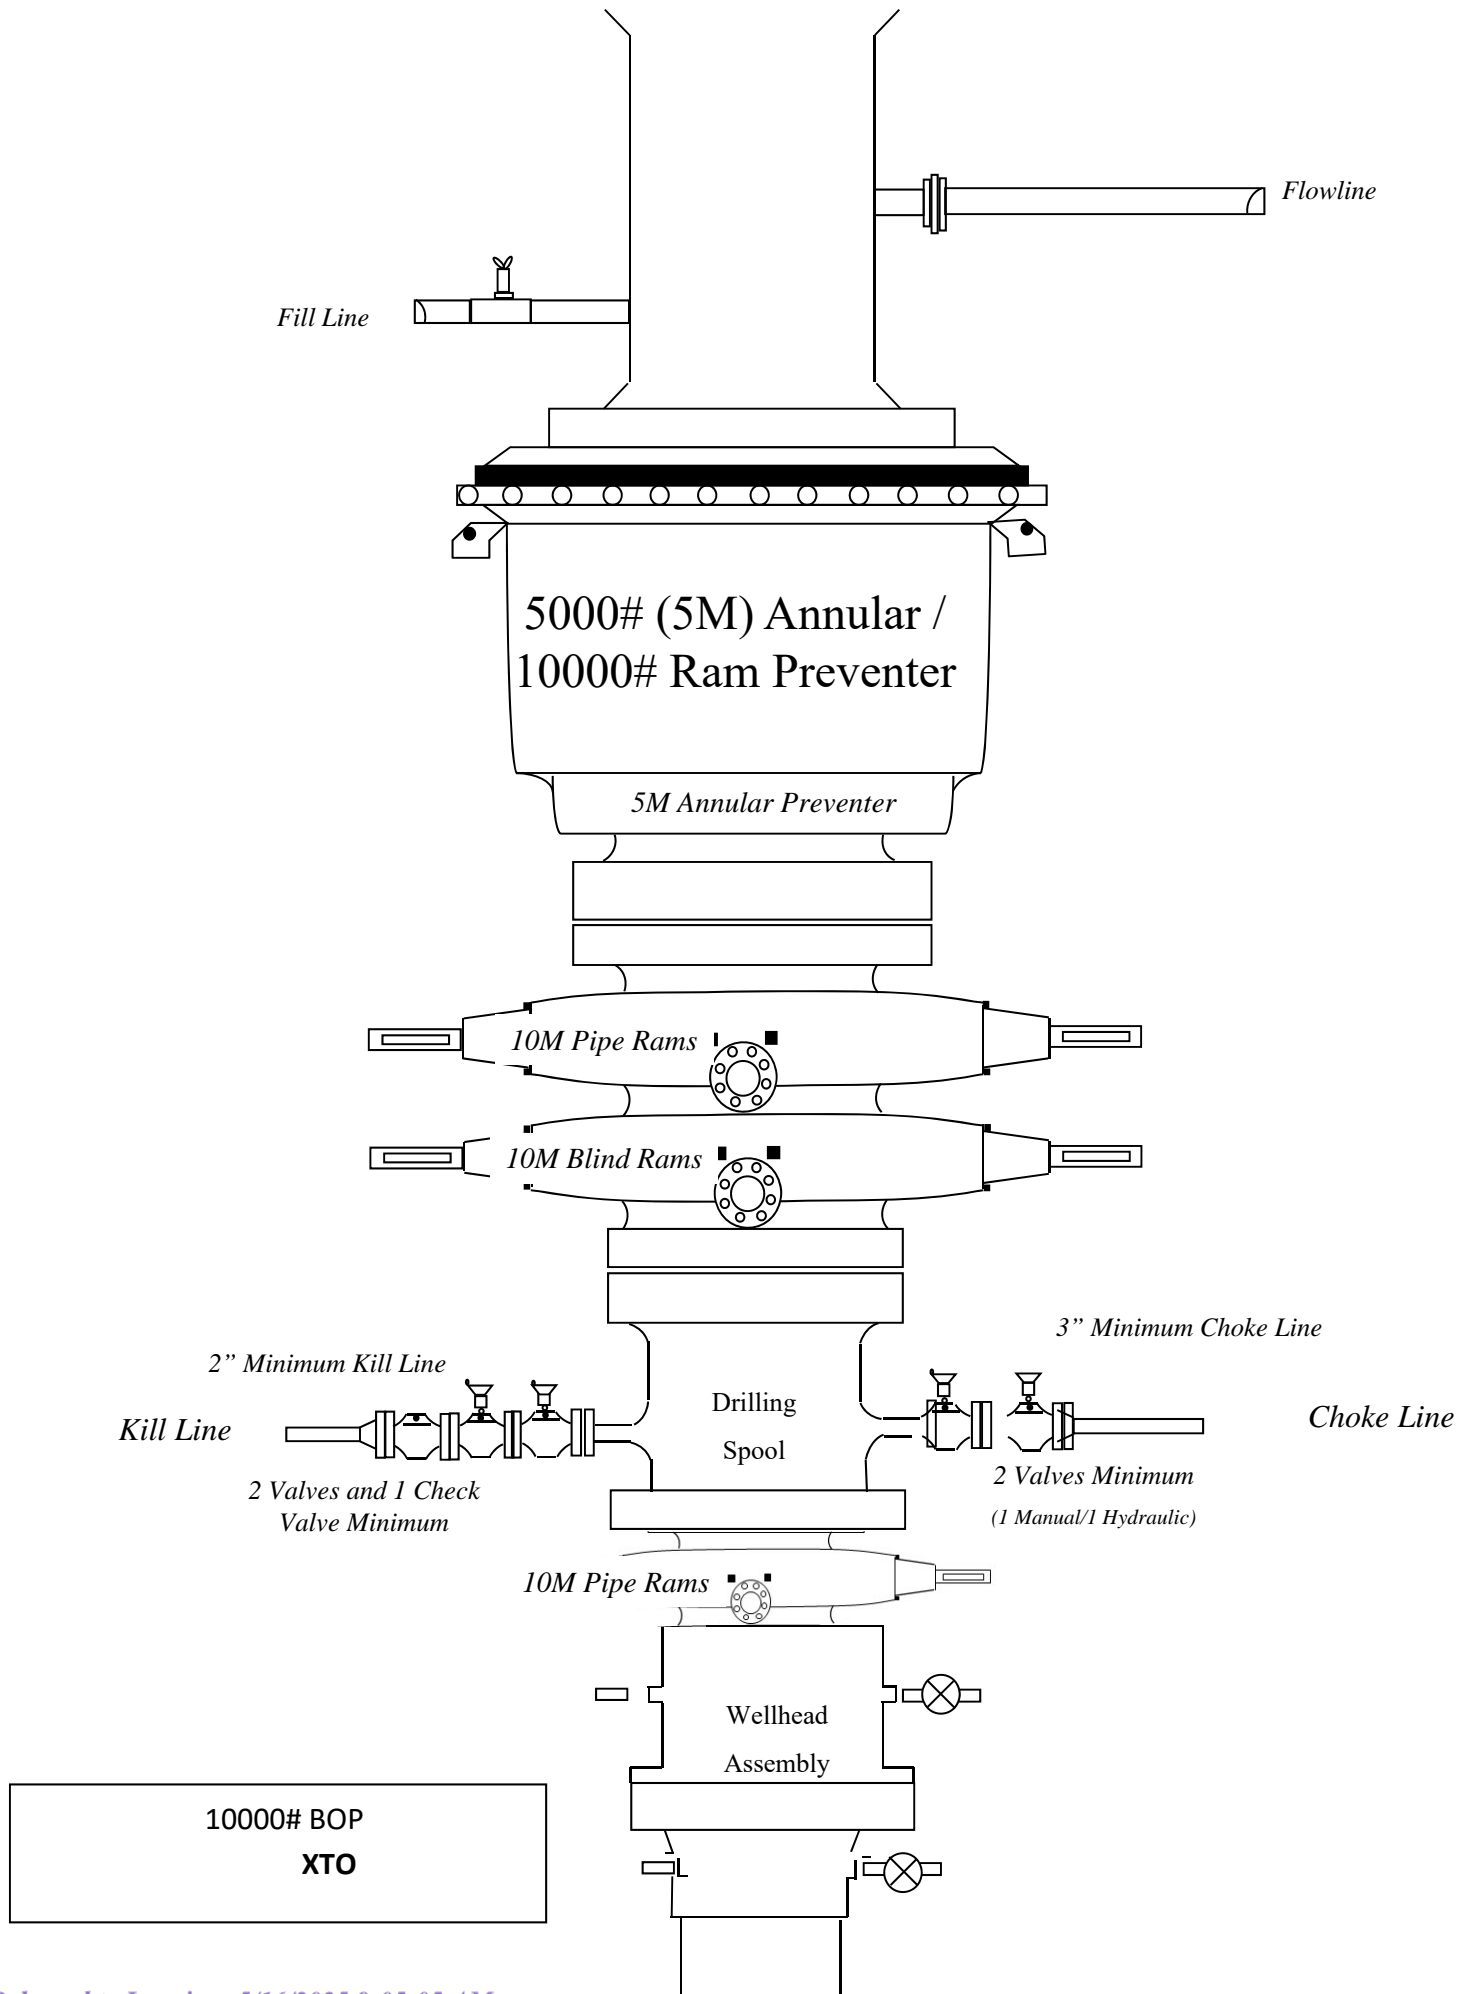 Flowline
Fill Line
5000# (5M) Annular /
10000# Ram Preventer
5M Annular Preventer
10M Pipe Rams
10M Blind Rams
3” Minimum Choke Line
2” Minimum Kill Line
Drilling
Spool
Kill Line
Choke Line
2 Valves and 1 Check
Valve Minimum
2 Valves Minimum
(1 Manual/1 Hydraulic)
10M Pipe Rams
Wellhead
Assembly
10000# BOP
XTO